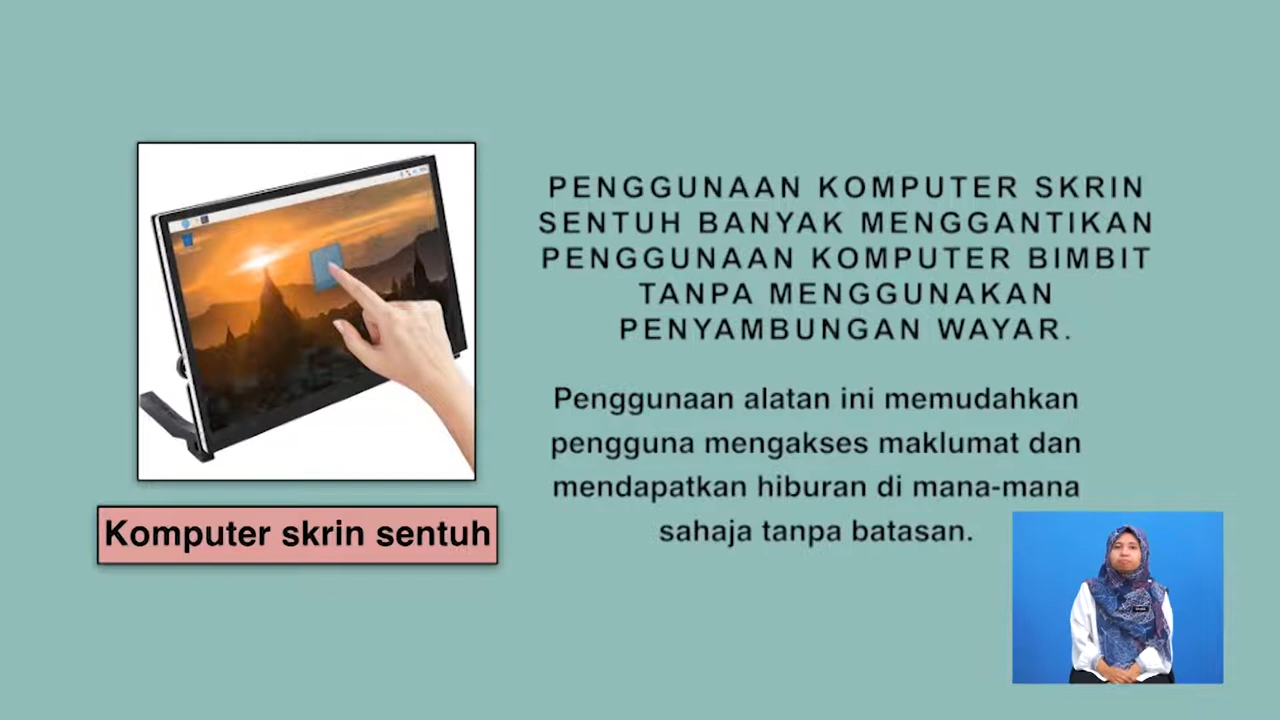 PENGGUNAAN KOMPUTER SKRIN
SENTUH BANYAK MENGGANTIKAN
PENGGUNAAN KOMPUTER BIMBIT
TANPA MENGGUNAKAN
PENYAMBUNGAN WAYAR.
Penggunaan alatan ini memudahkan
pengguna mengakses maklumat dan
mendapatkan hiburan di mana-mana
sahaja tanpa batasan.
Komputer skrin sentuh